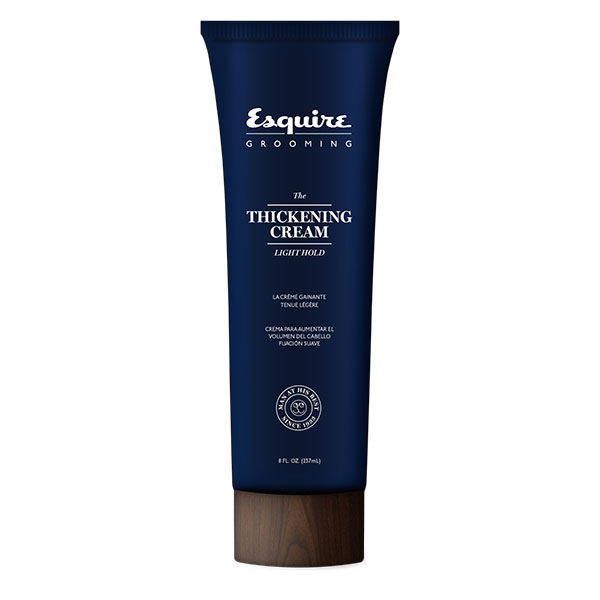 Esquire
GROOMING
The
THICKENING
CREAM
LIGHT HOLD
LA CRÈME GAINANTE
TENUE LÉGÈRE
CREMA PARA AUMENTAR EL
VOLUMEN DEL CABELLO
FIJACIÓN SUAVE
MAN AT HIS BEST
SINCE 1933
8 FL. OZ. (237mL)